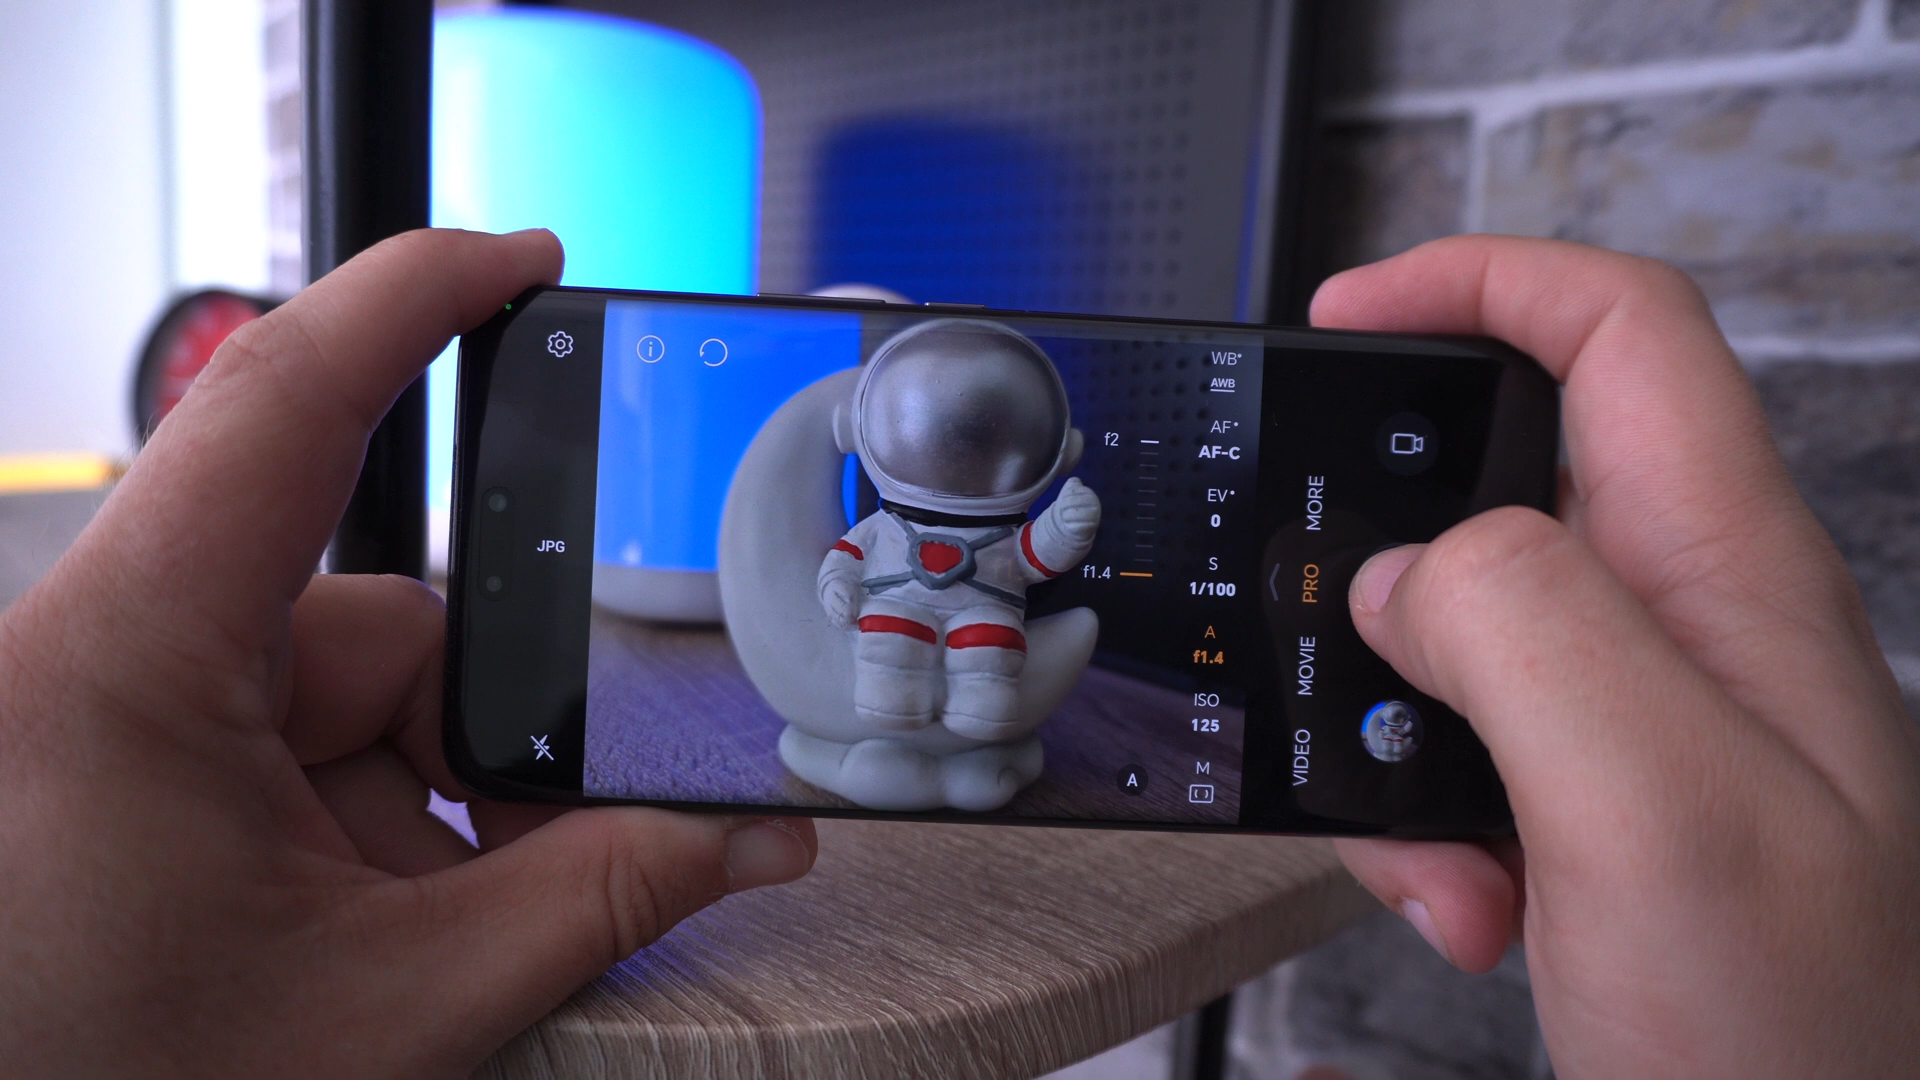 JPG
f2
f1.4
WB
AWB
AF
AF-C
EV
0
S
1/100
A
f1.4
ISO
125
M
A
MORE
PRO
MOVIE
VIDEO